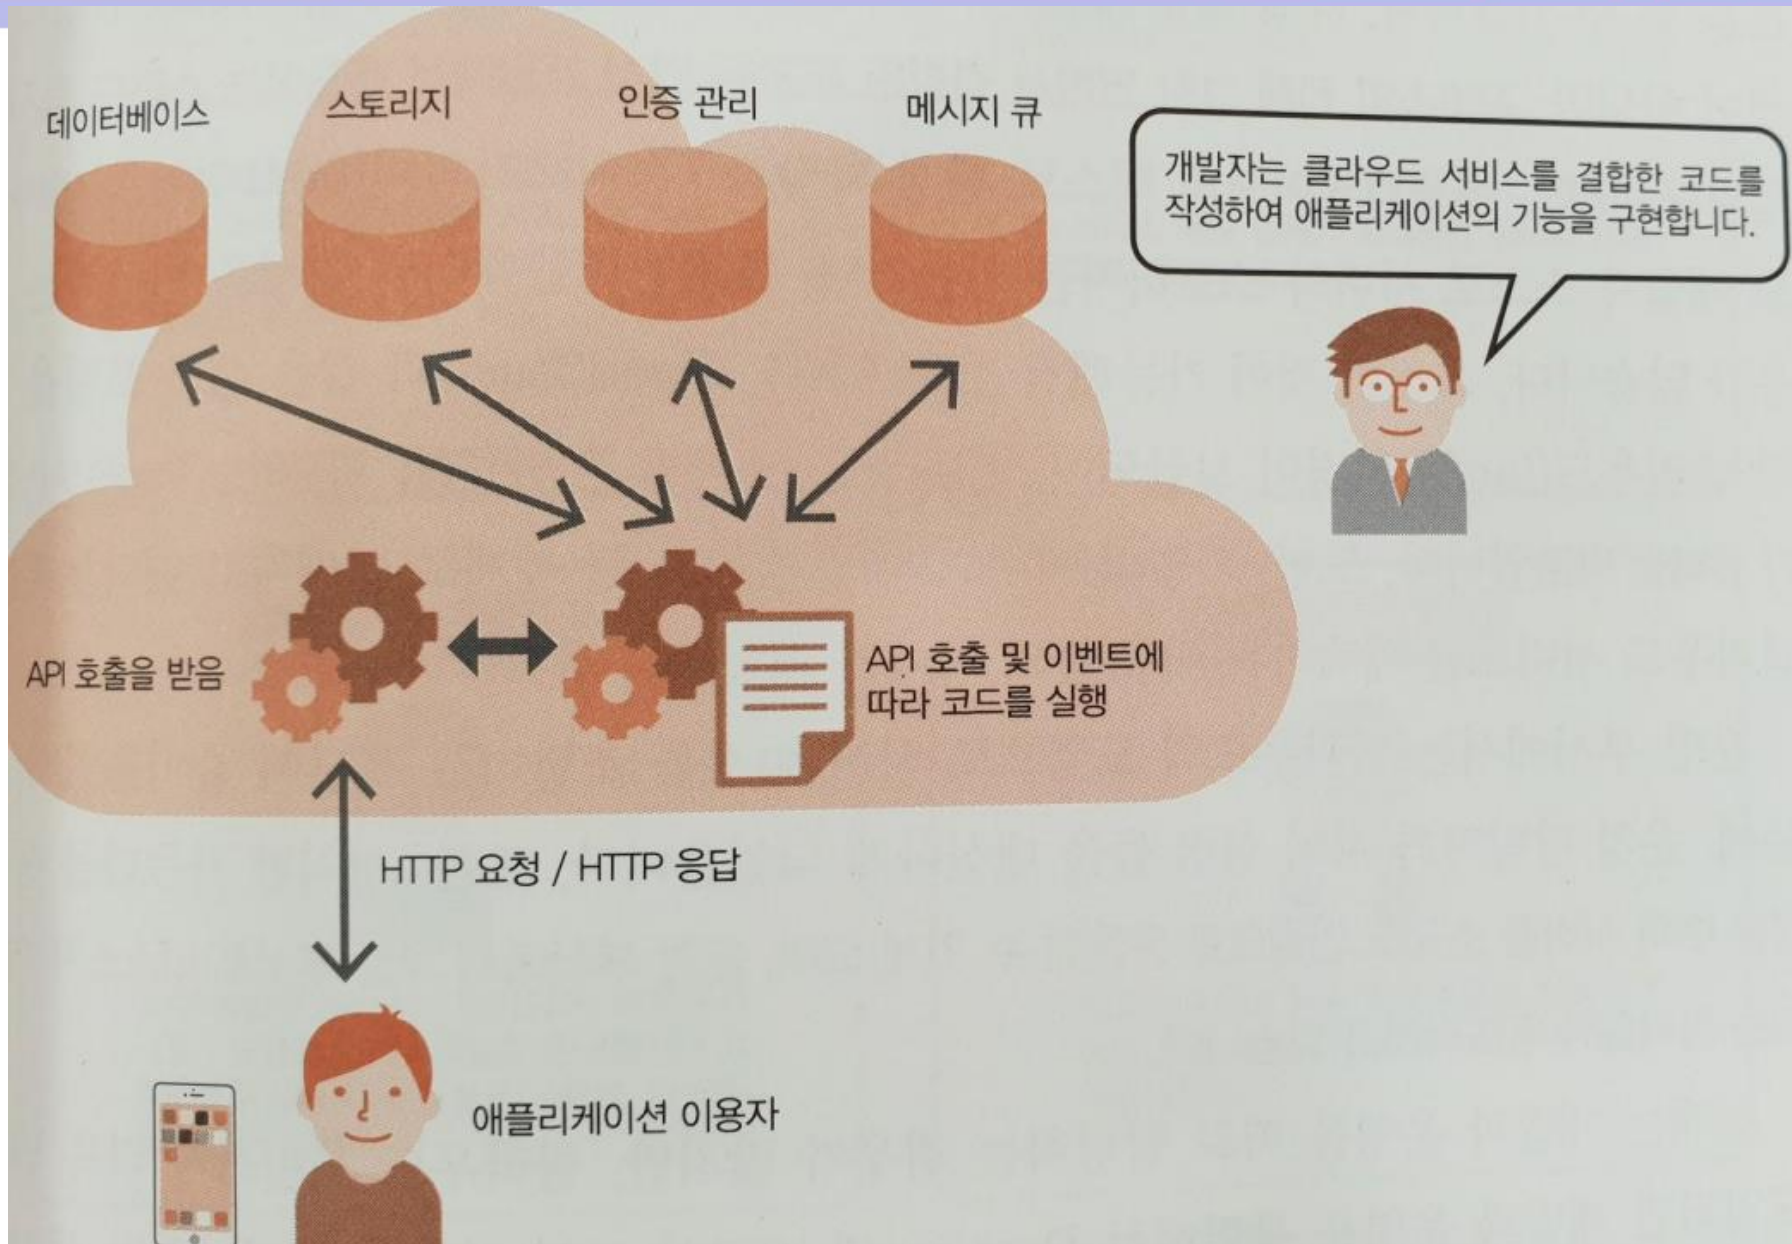 데이터베이스
스토리지
인증 관리
메시지 큐
개발자는 클라우드 서비스를 결합한 코드를
작성하여 애플리케이션의 기능을 구현합니다.
API 호출을 받음
API 호출 및 이벤트에
따라 코드를 실행
HTTP 요청 / HTTP 응답
애플리케이션 이용자